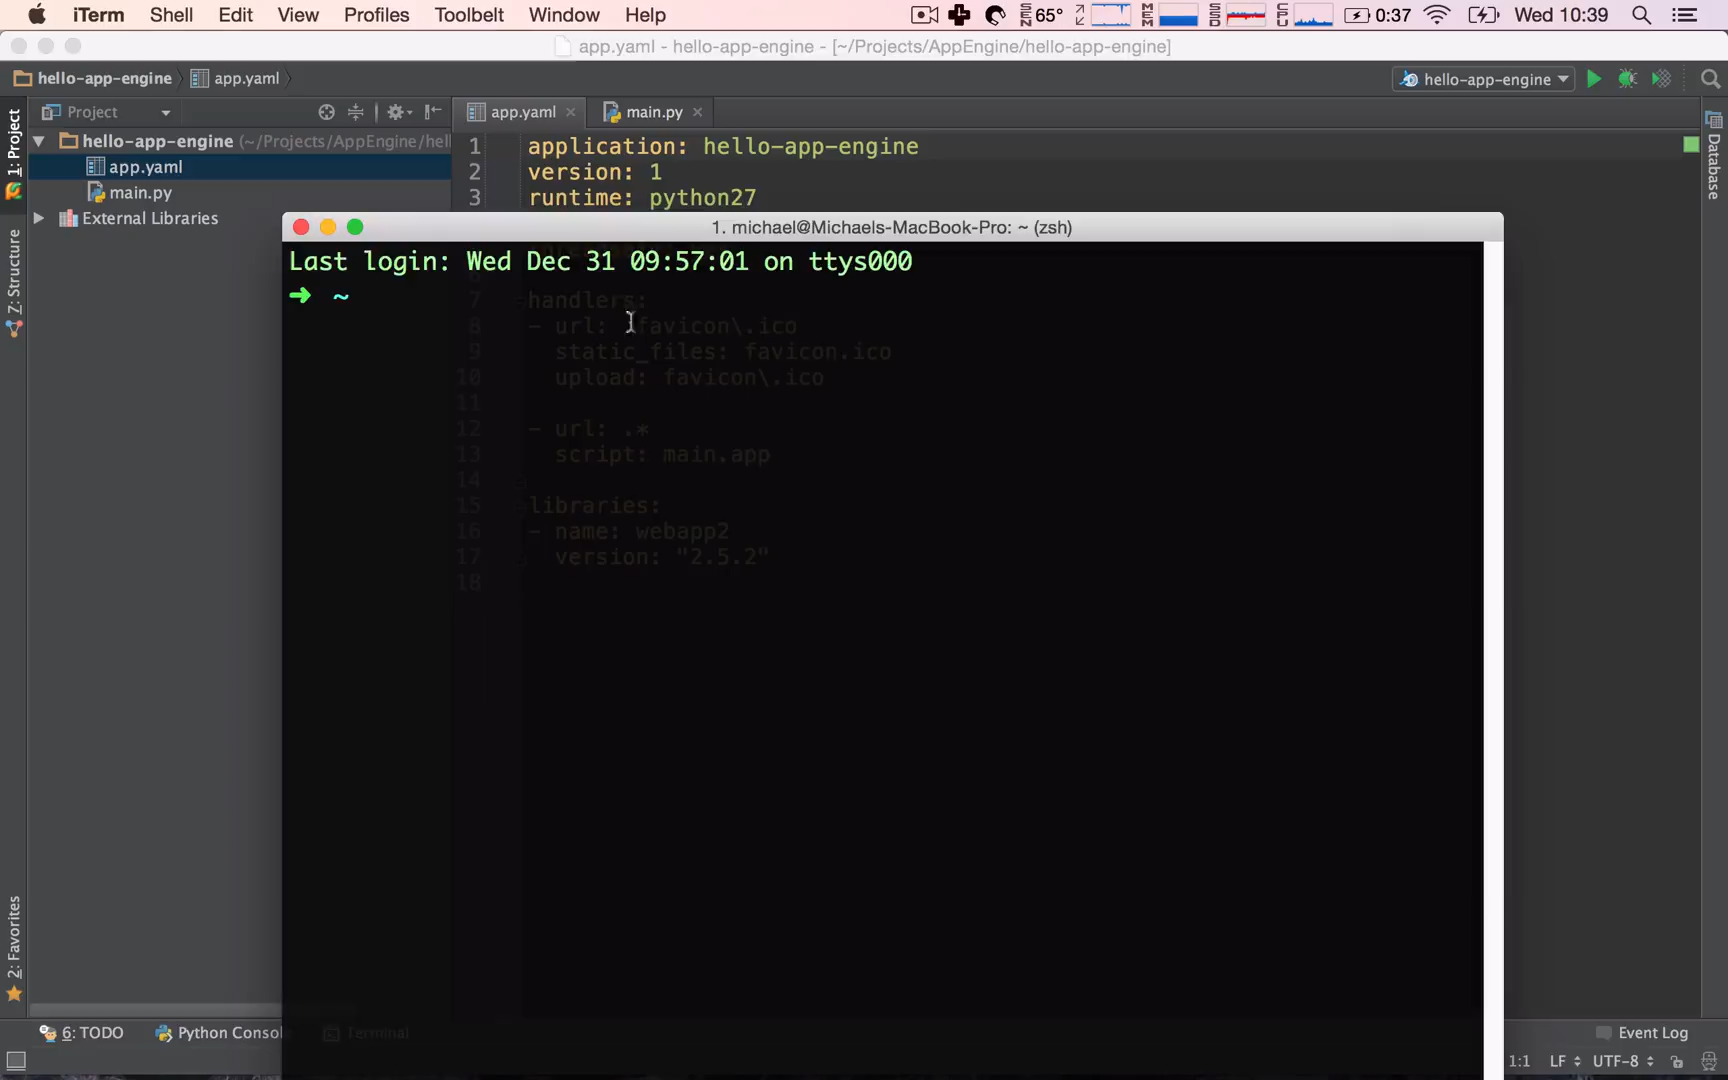 iTerm Shell Edit View Profiles Toolbelt Window Help SEN 65° MEM SSD CPU 0:37 Wed 10:39
app.yaml - hello-app-engine - [~/Projects/AppEngine/hello-app-engine]
hello-app-engine app.yaml hello-app-engine
Project app.yaml main.py
1: Project
hello-app-engine (~/Projects/AppEngine/hell
app.yaml
main.py
External Libraries
Z: Structure
2: Favorites
Database
1 application: hello-app-engine
2 version: 1
3 runtime: python27
1. michael@Michaels-MacBook-Pro: ~ (zsh)
Last login: Wed Dec 31 09:57:01 on ttys000
➜ ~
7 handlers:
8 - url: favicon\.ico
9 static_files: favicon.ico
10 upload: favicon\.ico
11
12 - url: .*
13 script: main.app
14
15 libraries:
16 - name: webapp2
17 version: "2.5.2"
18
6: TODO Python Consol Terminal Event Log
1:1 LF UTF-8